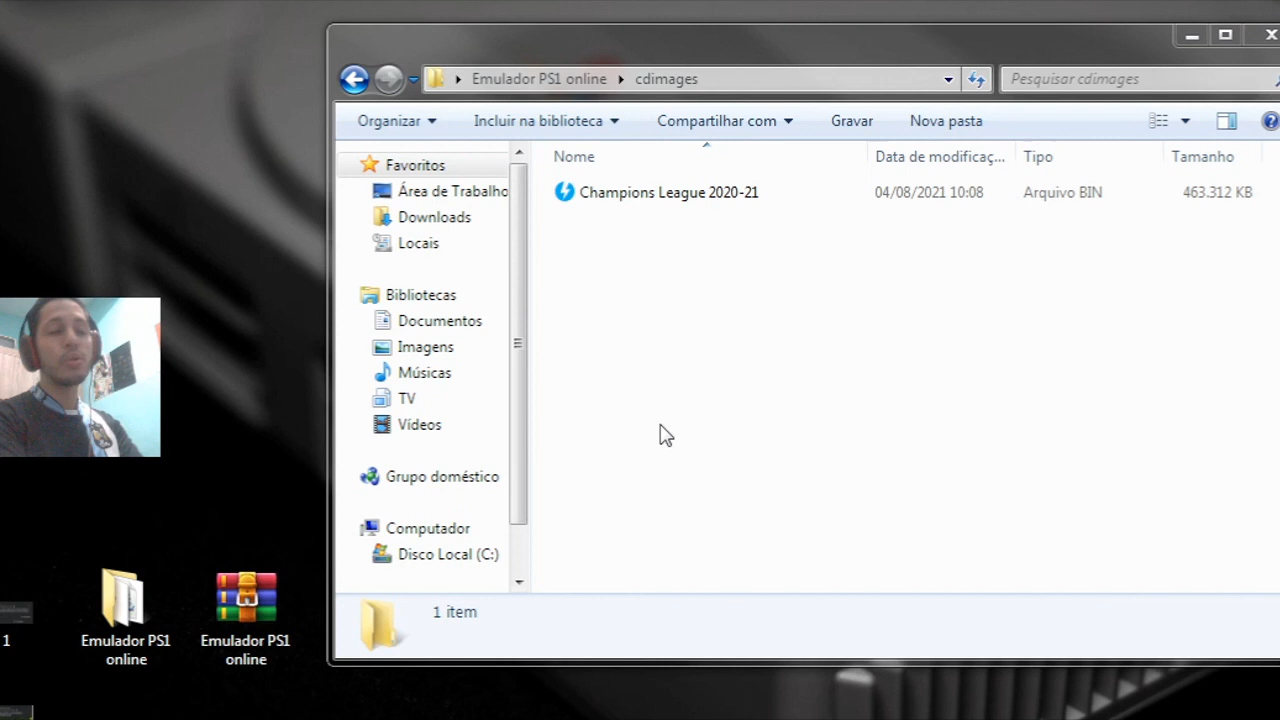 Emulador PS1 online
cdimages
Pesquisar cdimages
Organizar
Incluir na biblioteca
Compartilhar com
Gravar
Nova pasta
Nome
Data de modificaç...
Tipo
Tamanho
Champions League 2020-21
04/08/2021 10:08
Arquivo BIN
463.312 KB
Favoritos
Área de Trabalho
Downloads
Locais
Bibliotecas
Documentos
Imagens
Músicas
TV
Vídeos
Grupo doméstico
Computador
Disco Local (C:)
1 item
1
Emulador PS1
online
Emulador PS1
online